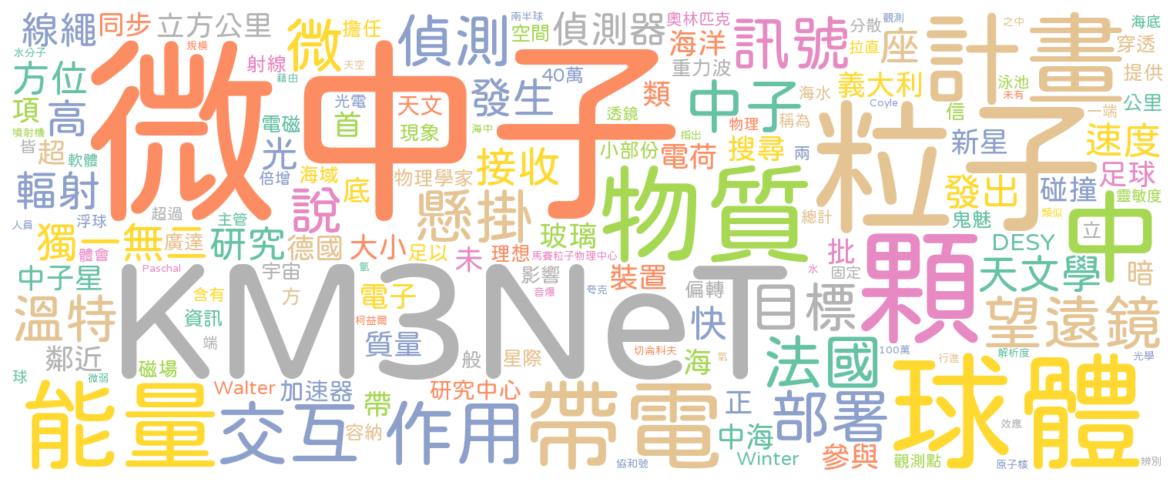 南半球
奧林匹克
分散
觀測
之中
線繩
同步
立方公里
微
擔任
偵測
空間
偵測器
海洋
訊號
座
計畫
海底
水分子
規模
天空
拉直
穿透
方位
射線
藉由
40萬
重力波
義大利
泳池
未有
提供
微中子
項
高
光電
天文
發生
透鏡
類
中子
海水
Coyle
信
一端
公里
噴射機
電磁
首
現象
海中
指出
物理
稱為
粒子
新星
速度
皆
超
軟體
光
小部份
電荷
搜尋
兩
輻射
倍增
海域
底
物理學家
接收
物質
發出
碰撞
足球
靈敏度
鬼魅
類似
浮球
超過
主管
說
懸掛
總計
顆
中
立
人員
獨一無二
體會
廣達
研究
德國
大小
足以
未
理想
玻璃
馬賽粒子物理中心
批
DESY
暗
中子星
Paschal
宇宙
氫
影響
裝置
水
固定
天文學
溫特
含有
方
電子
音爆
夸克
偏轉
KM3NeT
目標
望遠鏡
資訊
端
柯益爾
快
鄰近
質量
切侖科夫
100萬
解析度
球
微弱
磁場
般
星際
海
法國
氧
行進
光學
能量
Walter
加速器
帶
研究中心
帶電
正
部署
球體
交互
作用
容納
中海
Winter
參與
觀測點
效應
原子核
辨別
協和號